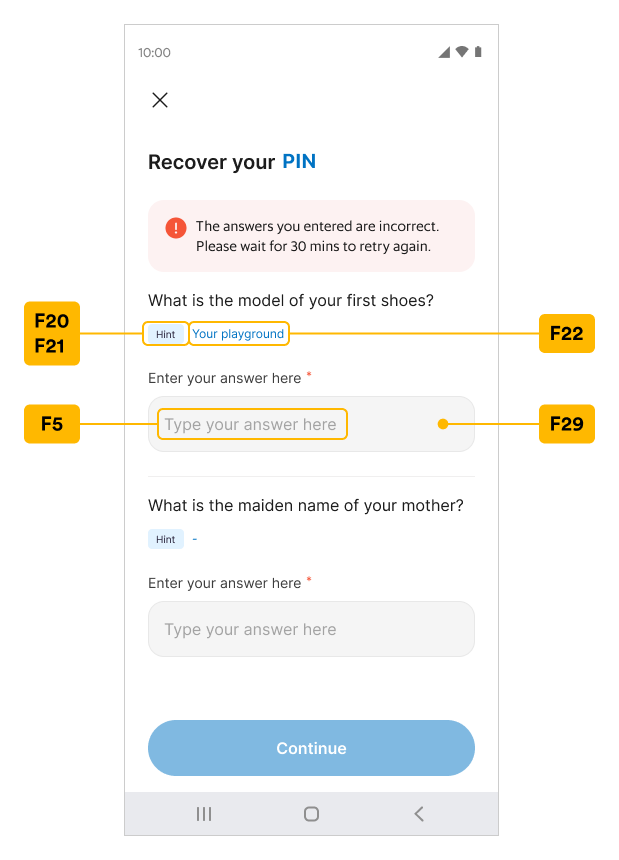 10:00
Recover your PIN
The answers you entered are incorrect.
Please wait for 30 mins to retry again.
What is the model of your first shoes?
F20
F21
Hint Your playground
F22
Enter your answer here *
F5
Type your answer here
F29
What is the maiden name of your mother?
Hint -
Enter your answer here *
Type your answer here
Continue